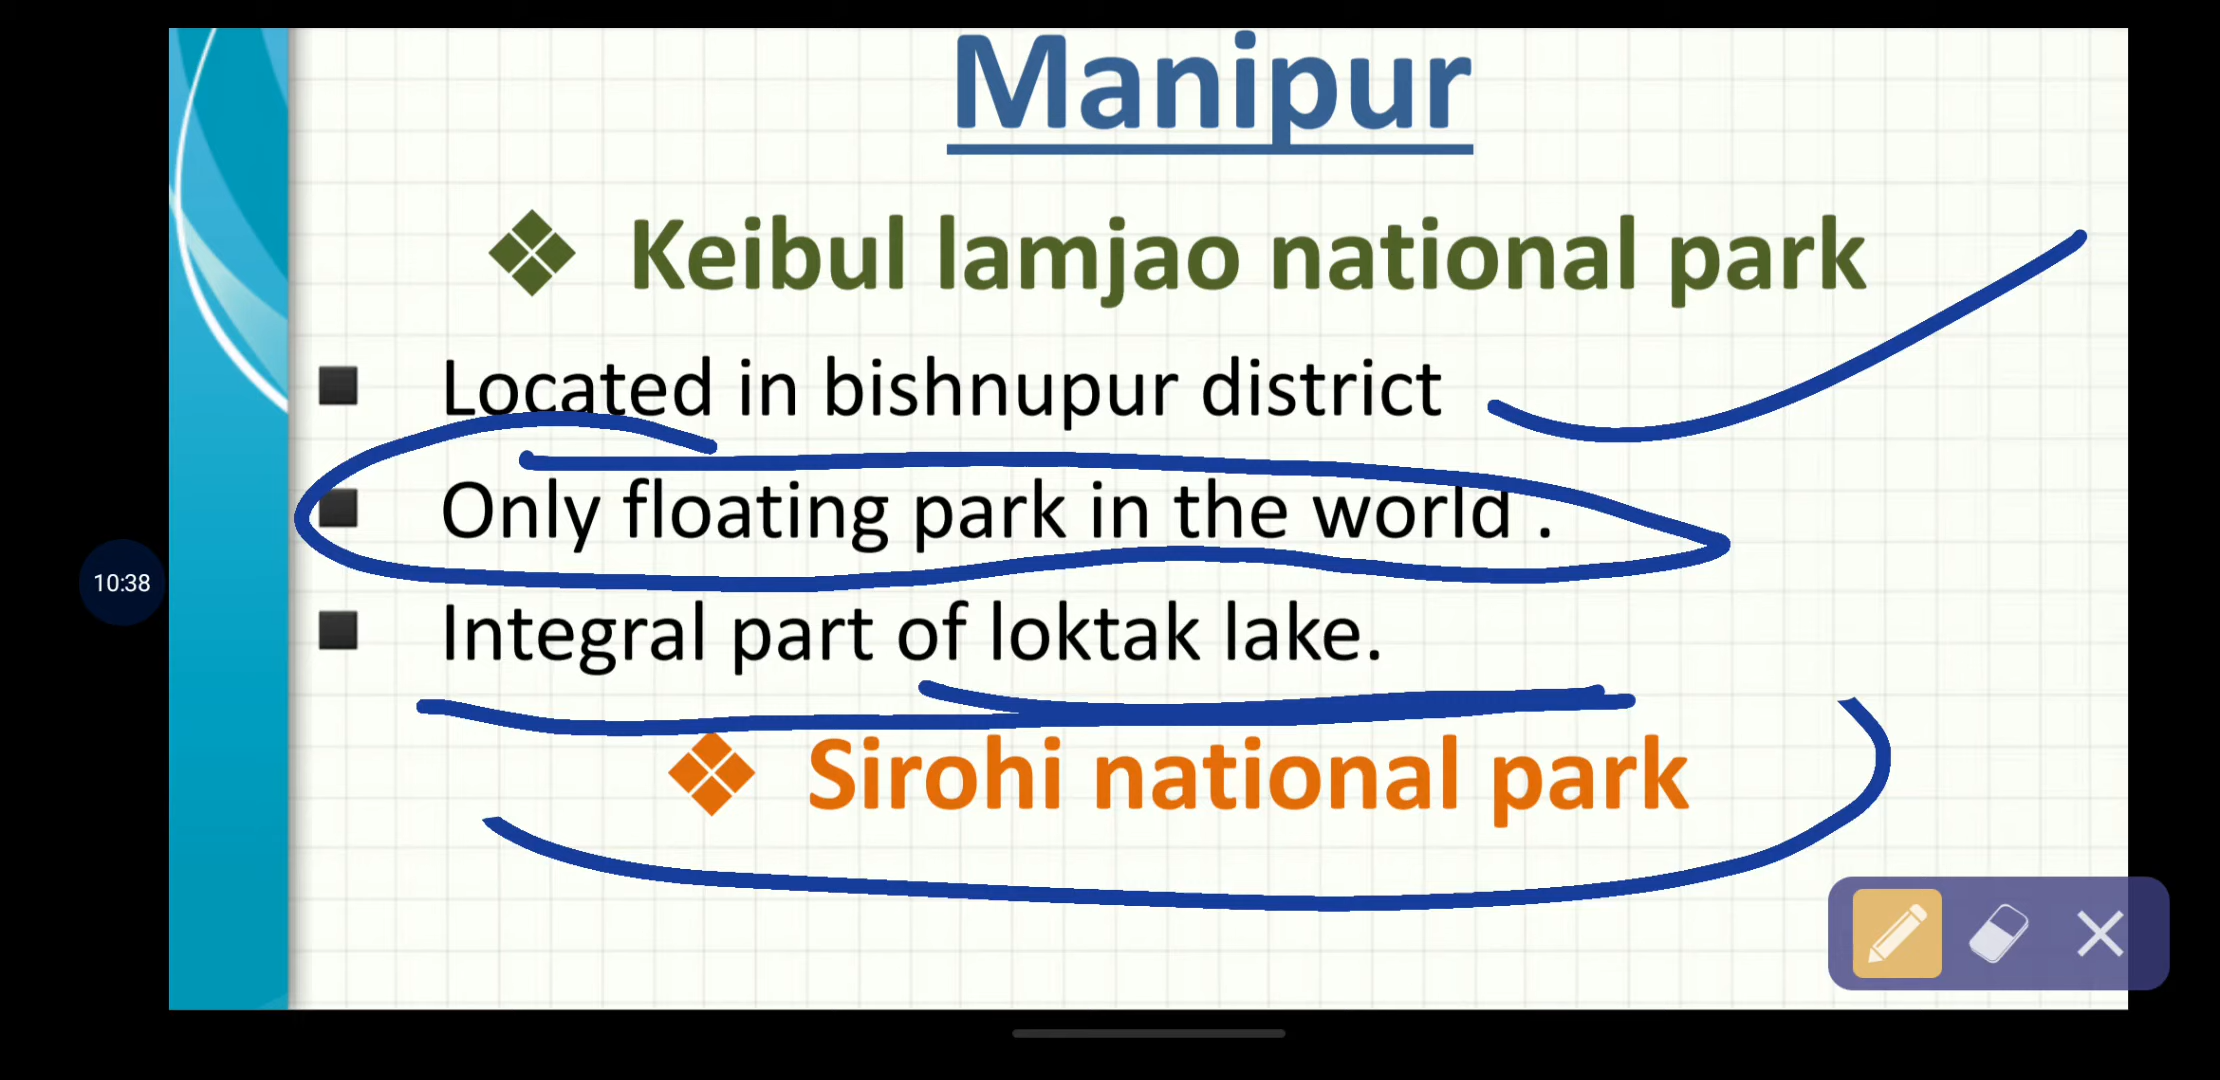 Manipur
Keibul lamjao national park
Located in bishnupur district
Only floating park in the world .
Integral part of loktak lake.
10:38
Sirohi national park